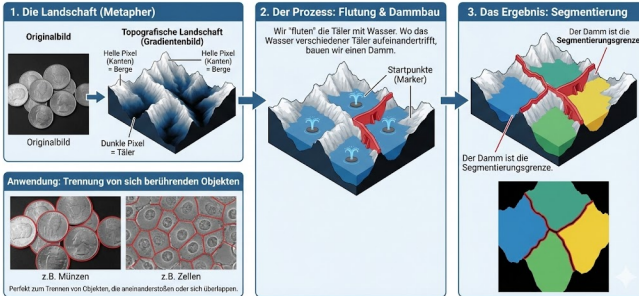 1. Die Landschaft (Metapher)
Originalbild
Originalbild
Topografische Landschaft
(Gradientenbild)
Helle Pixel
(Kanten)
= Berge
Helle Pixel
(Kanten)
= Berge
Dunkle Pixel
= Täler
Anwendung: Trennung von sich berührenden Objekten
z.B. Münzen
z.B. Zellen
Perfekt zum Trennen von Objekten, die aneinanderstoßen oder sich überlappen.
2. Der Prozess: Flutung & Dammbau
Wir "fluten" die Täler mit Wasser. Wo das
Wasser verschiedener Täler aufeinandertrifft,
bauen wir einen Damm.
Startpunkte
(Marker)
3. Das Ergebnis: Segmentierung
Der Damm ist die
Segmentierungsgrenze.
Der Damm ist die
Segmentierungsgrenze.